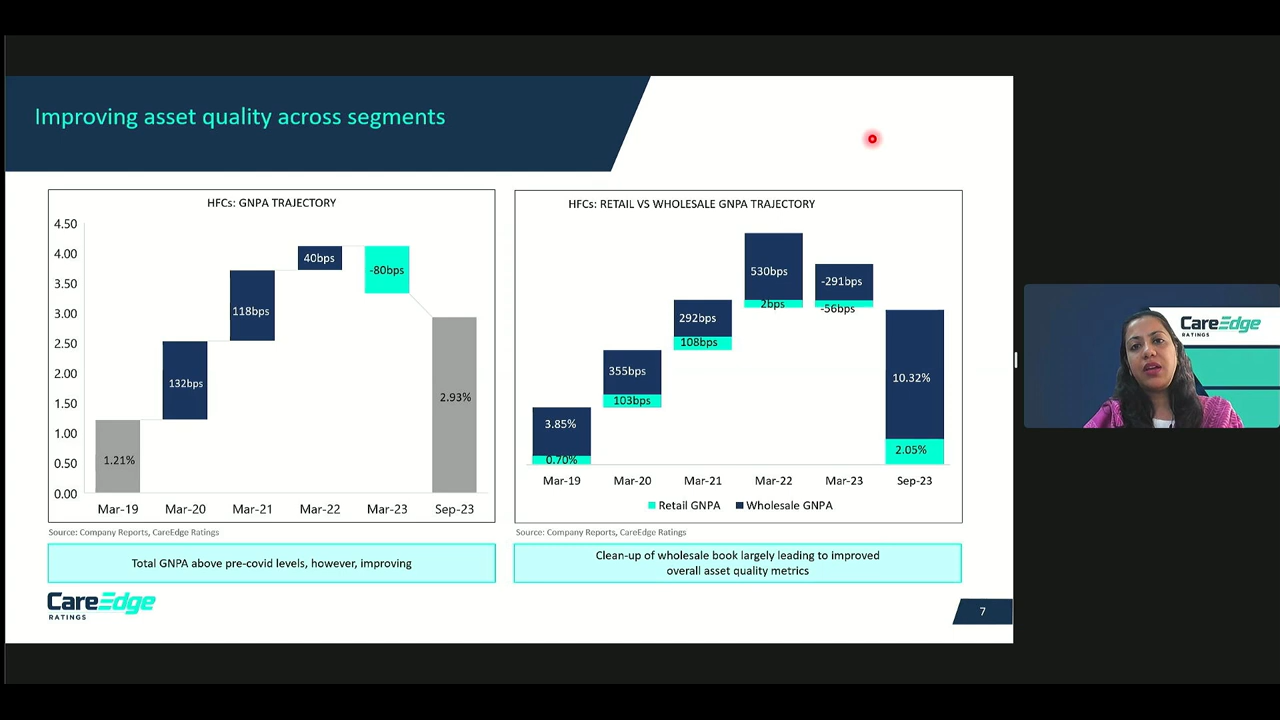 Improving asset quality across segments
HFCs: GNPA TRAJECTORY
4.50
4.00
3.50
3.00
2.50
2.00
1.50
1.00
0.50
0.00
1.21%
132bps
118bps
40bps
-80bps
2.93%
Mar-19 Mar-20 Mar-21 Mar-22 Mar-23 Sep-23
Source: Company Reports, CareEdge Ratings
Total GNPA above pre-covid levels, however, improving
HFCs: RETAIL VS WHOLESALE GNPA TRAJECTORY
3.85%
0.70%
355bps
103bps
292bps
108bps
530bps
2bps
-291bps
-56bps
10.32%
2.05%
Mar-19 Mar-20 Mar-21 Mar-22 Mar-23 Sep-23
Retail GNPA Wholesale GNPA
Source: Company Reports, CareEdge Ratings
Clean-up of wholesale book largely leading to improved
overall asset quality metrics
CareEdge
RATINGS
7
CareEdge
RATINGS